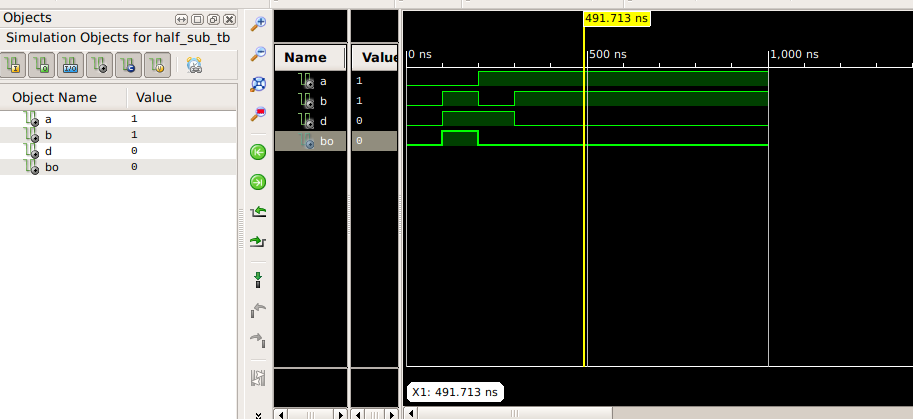 Objects
Simulation Objects for half_sub_tb
Object Name Value
a 1
b 1
d 0
bo 0
Name Value
a 1
b 1
d 0
bo 0
491.713 ns
0 ns 500 ns 1,000 ns
X1: 491.713 ns